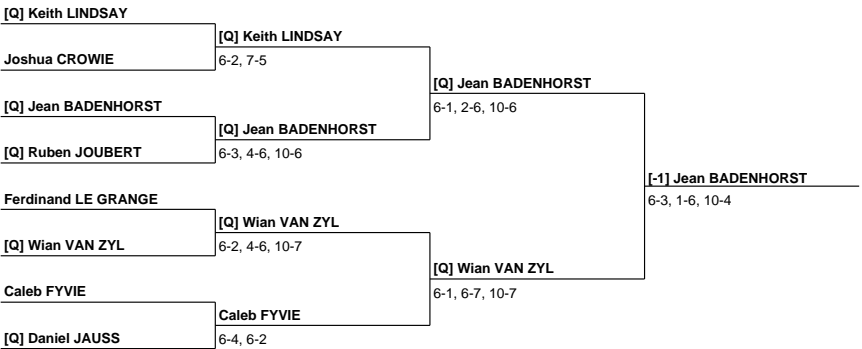 [Q] Keith LINDSAY
[Q] Keith LINDSAY
Joshua CROWIE
6-2, 7-5
[Q] Jean BADENHORST
[Q] Jean BADENHORST
6-1, 2-6, 10-6
[Q] Jean BADENHORST
[Q] Ruben JOUBERT
6-3, 4-6, 10-6
[-1] Jean BADENHORST
Ferdinand LE GRANGE
6-3, 1-6, 10-4
[Q] Wian VAN ZYL
[Q] Wian VAN ZYL
6-2, 4-6, 10-7
[Q] Wian VAN ZYL
Caleb FYVIE
6-1, 6-7, 10-7
Caleb FYVIE
[Q] Daniel JAUSS
6-4, 6-2